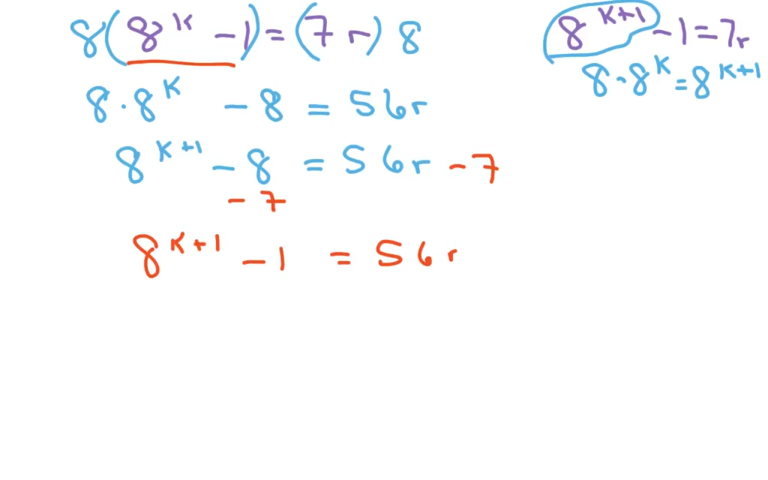 8(8^k - 1) = (7r) 8
8 · 8^k - 8 = 56r
8^{k+1} - 8 = 56r - 7
- 7
8^{k+1} - 1 = 56r
8^{k+1} - 1 = 7r
8 · 8^k = 8^{k+1}